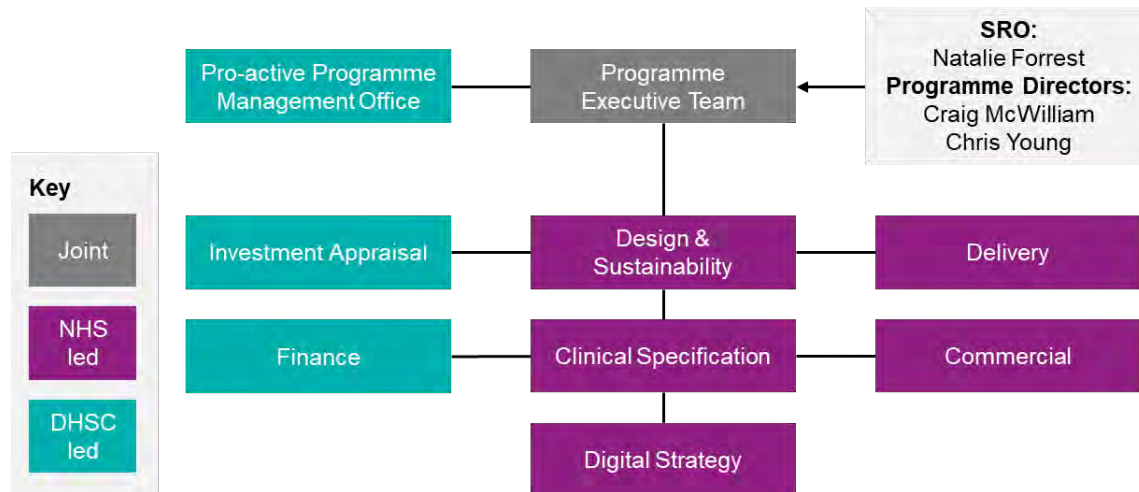 Pro-active Programme
Management Office
Programme
Executive Team
SRO:
Natalie Forrest
Programme Directors:
Craig McWilliam
Chris Young
Key
Joint
NHS
led
DHSC
led
Investment Appraisal
Design &
Sustainability
Delivery
Finance
Clinical Specification
Commercial
Digital Strategy